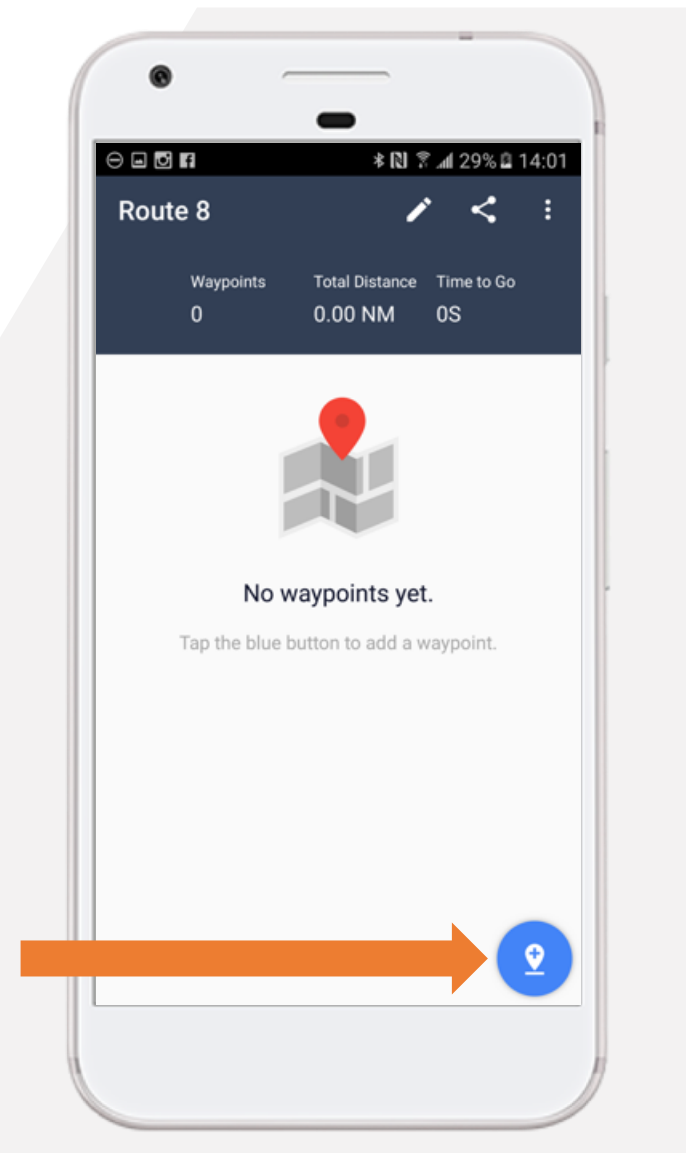 29% 14:01
Route 8
Waypoints Total Distance Time to Go
0 0.00 NM 0S
No waypoints yet.
Tap the blue button to add a waypoint.